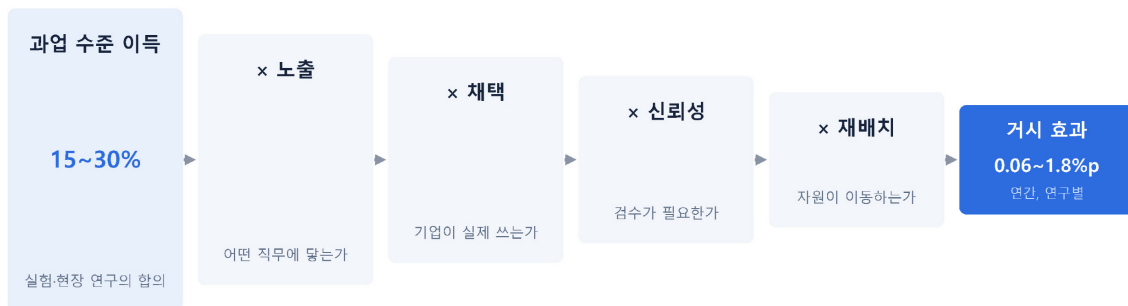 과업 수준 이득
15~30%
실험·현장 연구의 합의
× 노출
어떤 직무에 닿는가
× 채택
기업이 실제 쓰는가
× 신뢰성
검수가 필요한가
× 재배치
자원이 이동하는가
거시 효과
0.06~1.8%p
연간, 연구별